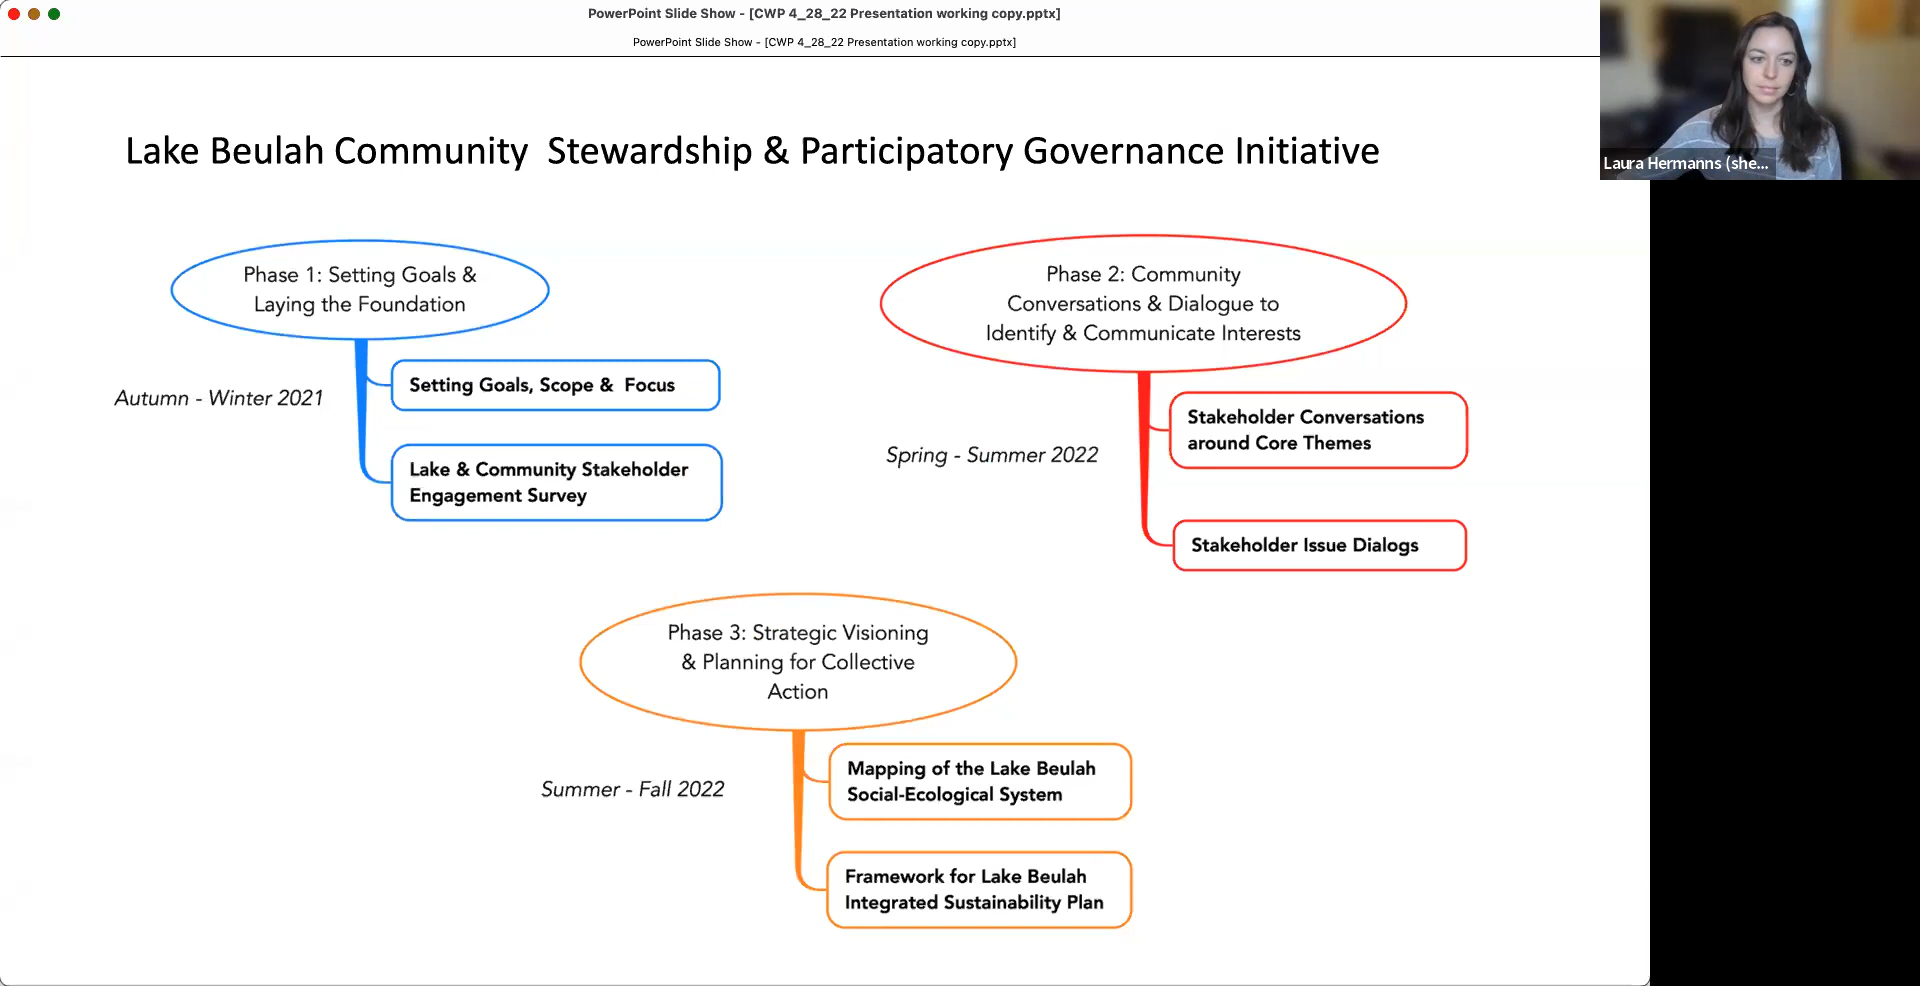 PowerPoint Slide Show - [CWP 4_28_22 Presentation working copy.pptx]
PowerPoint Slide Show - [CWP 4_28_22 Presentation working copy.pptx]
Laura Hermanns (she...
Lake Beulah Community  Stewardship & Participatory Governance Initiative
Phase 1: Setting Goals &
Laying the Foundation
Autumn - Winter 2021
Setting Goals, Scope &  Focus
Lake & Community Stakeholder
Engagement Survey
Phase 2: Community
Conversations & Dialogue to
Identify & Communicate Interests
Spring - Summer 2022
Stakeholder Conversations
around Core Themes
Stakeholder Issue Dialogs
Phase 3: Strategic Visioning
& Planning for Collective
Action
Summer - Fall 2022
Mapping of the Lake Beulah
Social-Ecological System
Framework for Lake Beulah
Integrated Sustainability Plan